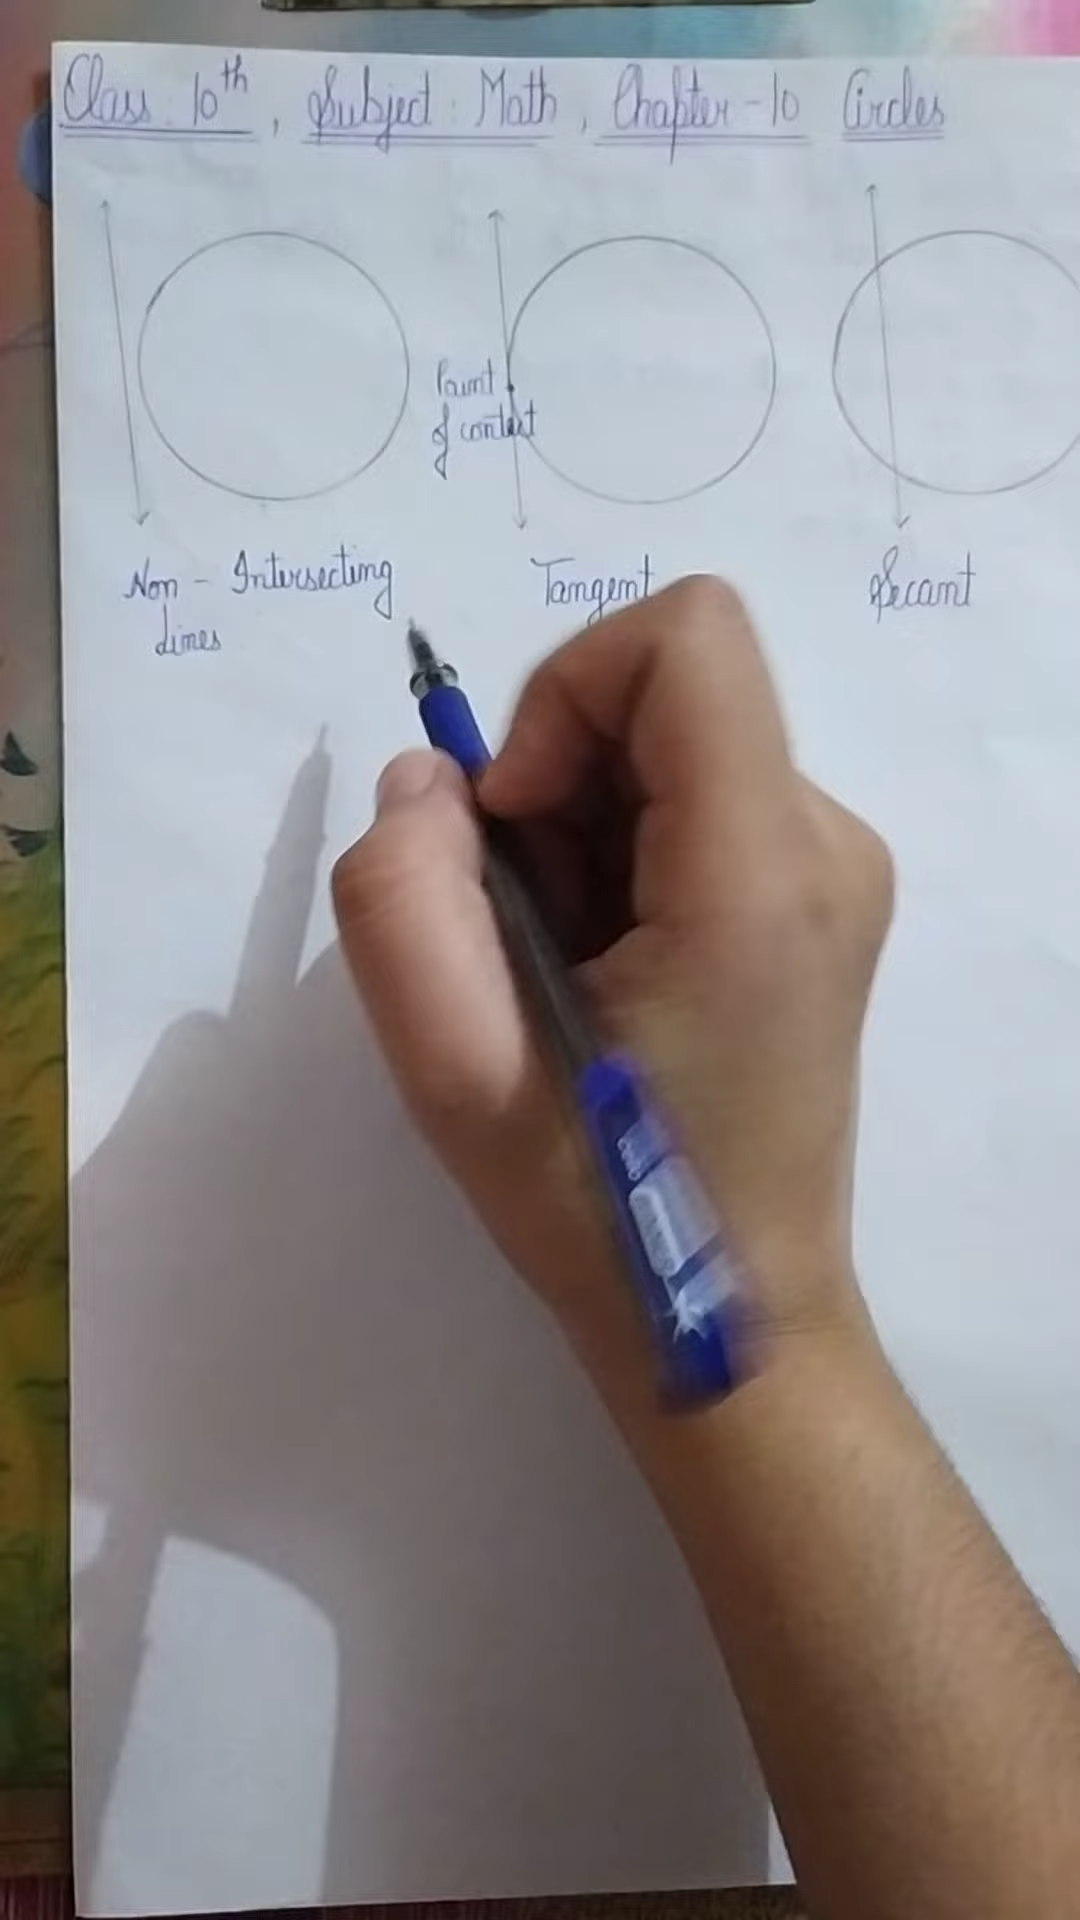 Class : 10th , Subject : Math , Chapter - 10 Circles
Point
of contact
Non - Intersecting
Lines
Tangent
Secant